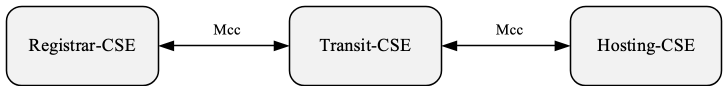 Mcc
Mcc
Registrar-CSE
Transit-CSE
Hosting-CSE